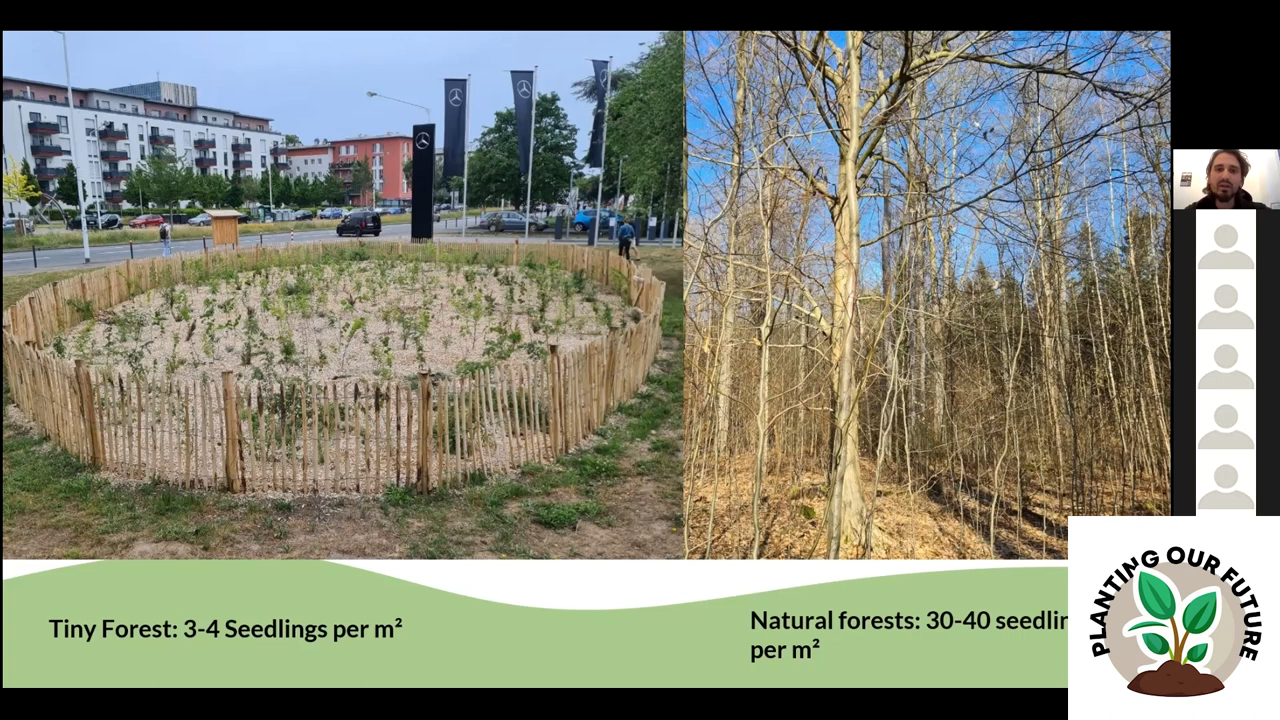 Tiny Forest: 3-4 Seedlings per m²
Natural forests: 30-40 seedlin
per m²
PLANTING OUR FUTURE